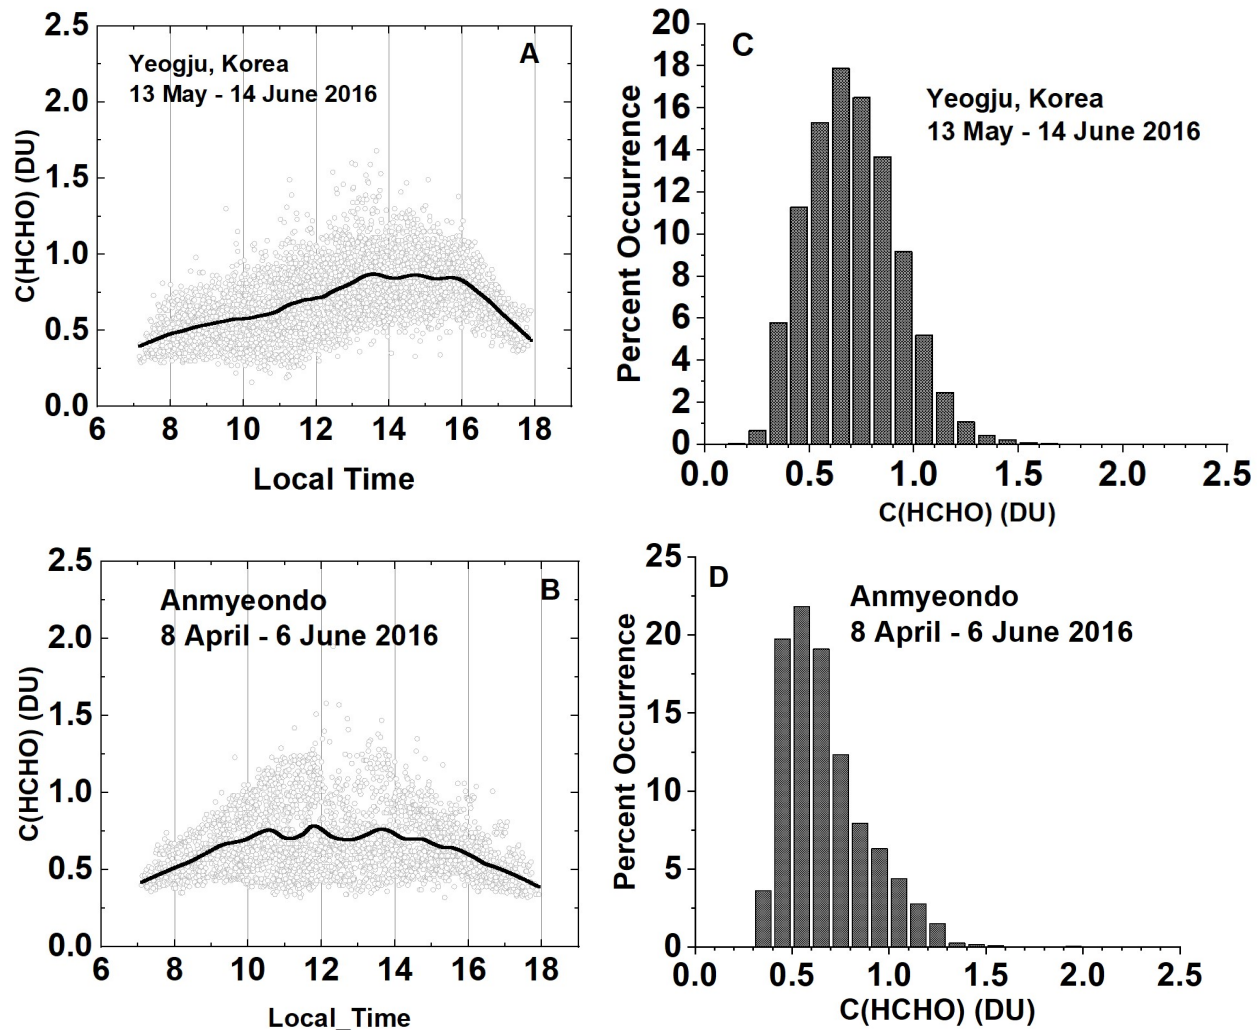 2.5
2.0
1.5
1.0
0.5
0.0
C(HCHO) (DU)
A
Yeogju, Korea
13 May - 14 June 2016
6 8 10 12 14 16 18
Local Time
20
18
16
14
12
10
8
6
4
2
0
Percent Occurrence
C
Yeogju, Korea
13 May - 14 June 2016
0.0 0.5 1.0 1.5 2.0 2.5
C(HCHO) (DU)
2.5
2.0
1.5
1.0
0.5
0.0
C(HCHO) (DU)
B
Anmyeondo
8 April - 6 June 2016
6 8 10 12 14 16 18
Local_Time
25
20
15
10
5
0
Percent Occurrence
D
Anmyeondo
8 April - 6 June 2016
0.0 0.5 1.0 1.5 2.0 2.5
C(HCHO) (DU)